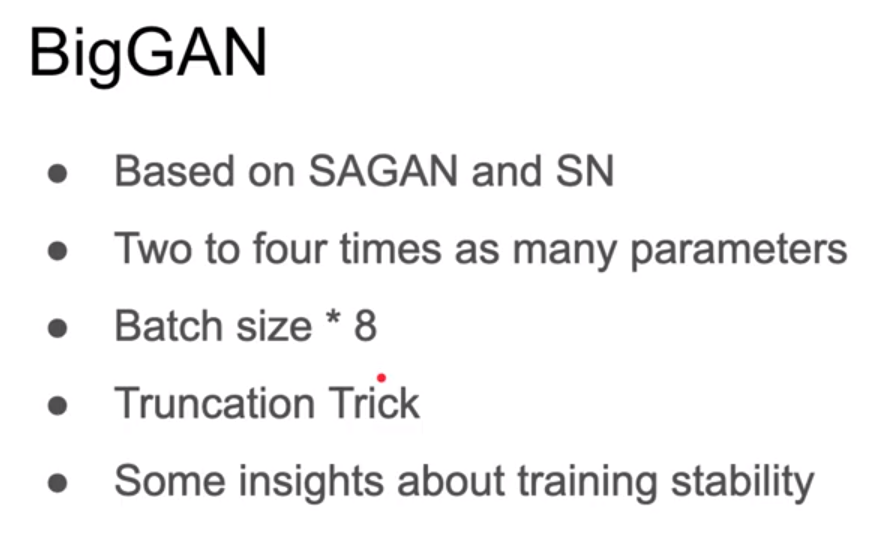 BigGAN
● Based on SAGAN and SN
● Two to four times as many parameters
● Batch size * 8
● Truncation Trick
● Some insights about training stability